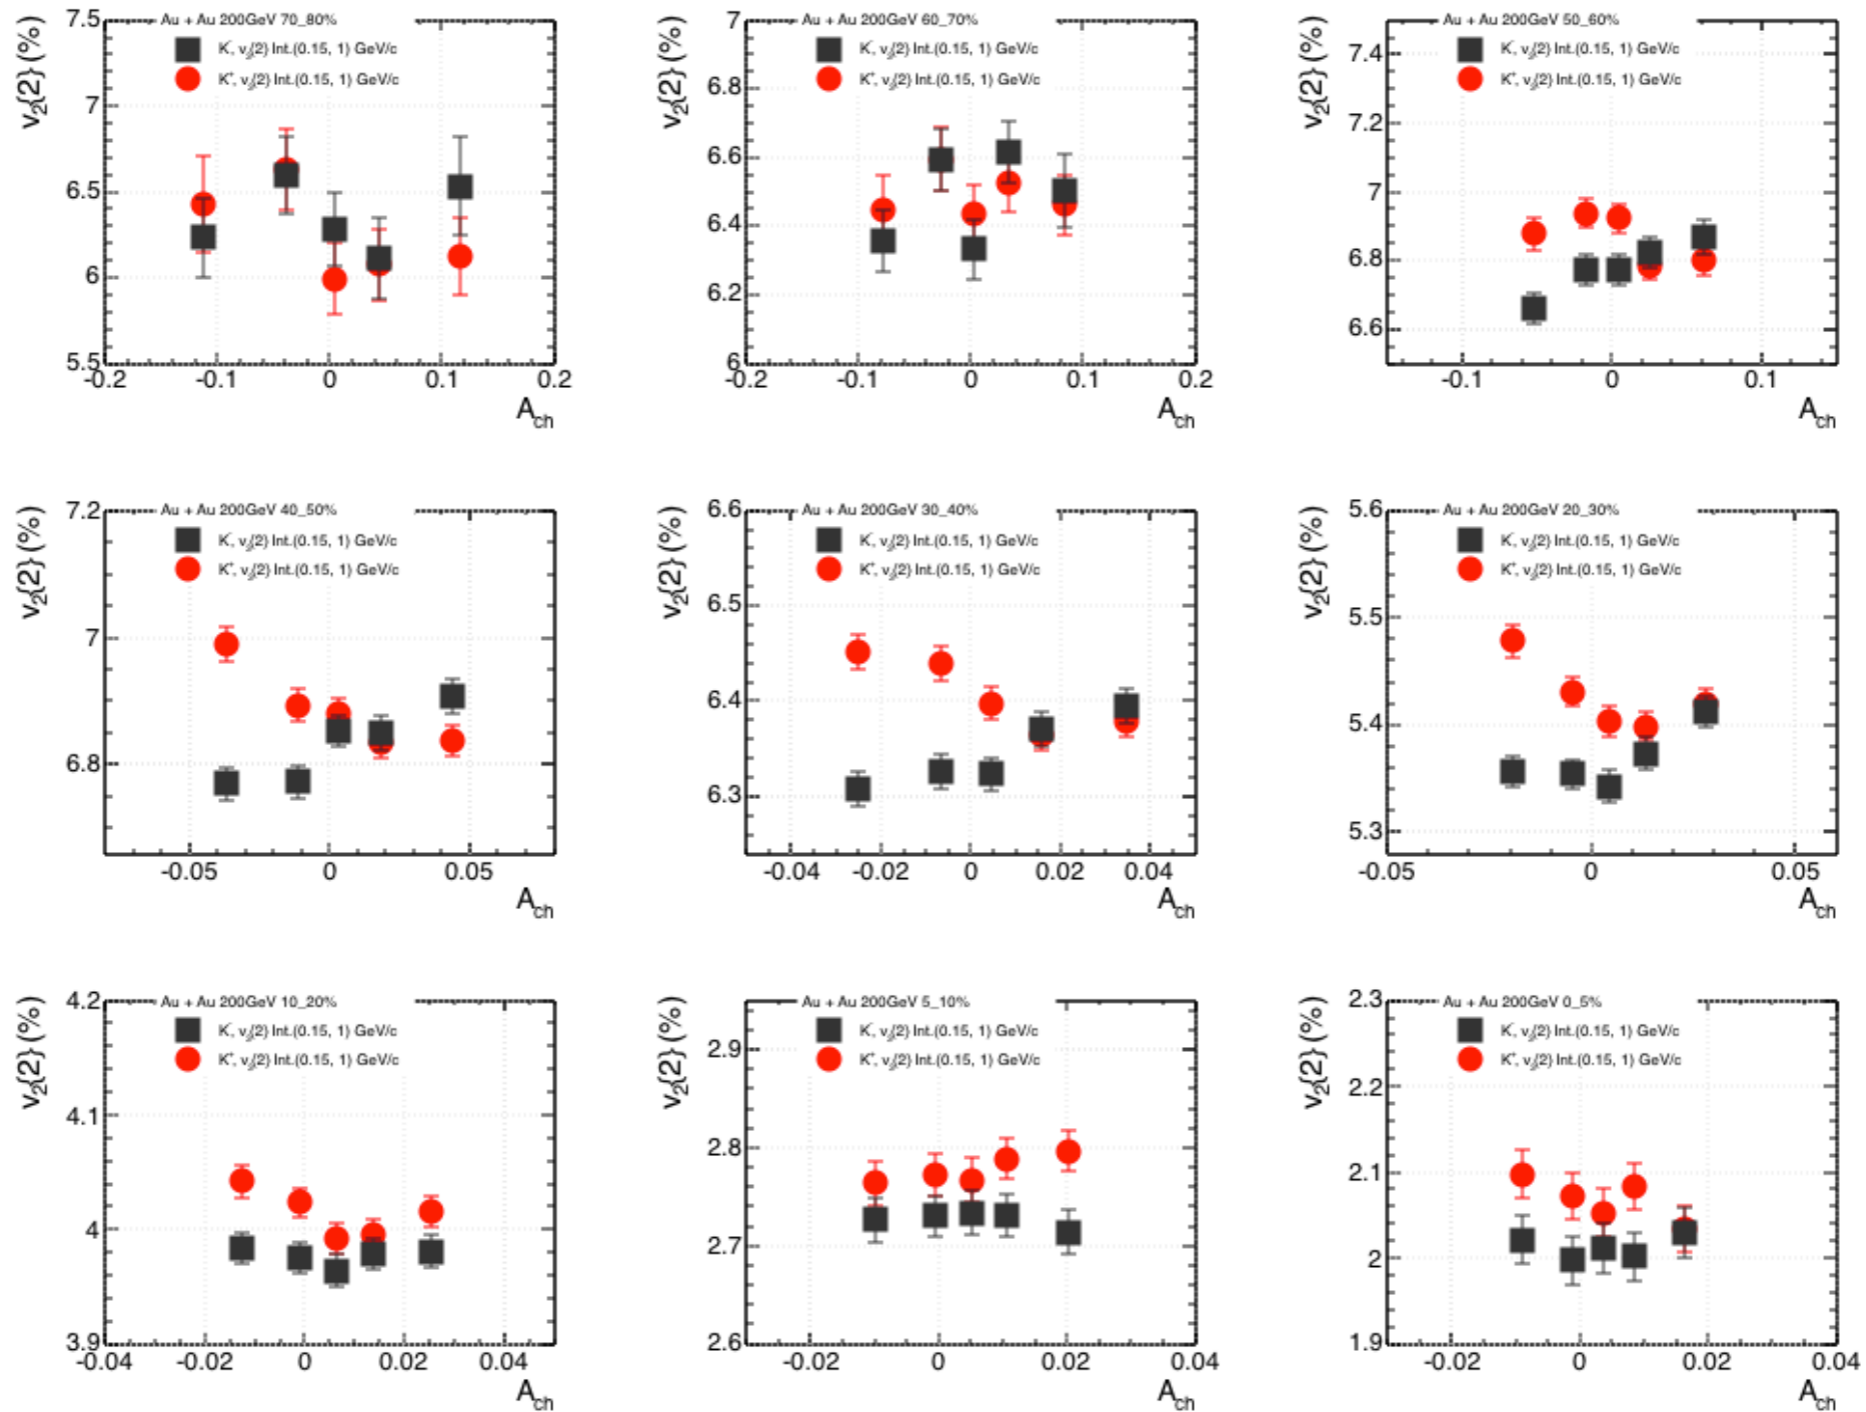 Au + Au 200GeV 70_80%
K⁻, v₂{2} Int.(0.15, 1) GeV/c
K⁺, v₂{2} Int.(0.15, 1) GeV/c
v₂{2}(%)
7.5
7
6.5
6
5.5
-0.2 -0.1 0 0.1 0.2
A_ch
Au + Au 200GeV 60_70%
K⁻, v₂{2} Int.(0.15, 1) GeV/c
K⁺, v₂{2} Int.(0.15, 1) GeV/c
v₂{2}(%)
7
6.8
6.6
6.4
6.2
6
-0.2 -0.1 0 0.1 0.2
A_ch
Au + Au 200GeV 50_60%
K⁻, v₂{2} Int.(0.15, 1) GeV/c
K⁺, v₂{2} Int.(0.15, 1) GeV/c
v₂{2}(%)
7.4
7.2
7
6.8
6.6
-0.1 0 0.1
A_ch
Au + Au 200GeV 40_50%
K⁻, v₂{2} Int.(0.15, 1) GeV/c
K⁺, v₂{2} Int.(0.15, 1) GeV/c
v₂{2}(%)
7.2
7
6.8
-0.05 0 0.05
A_ch
Au + Au 200GeV 30_40%
K⁻, v₂{2} Int.(0.15, 1) GeV/c
K⁺, v₂{2} Int.(0.15, 1) GeV/c
v₂{2}(%)
6.6
6.5
6.4
6.3
-0.04 -0.02 0 0.02 0.04
A_ch
Au + Au 200GeV 20_30%
K⁻, v₂{2} Int.(0.15, 1) GeV/c
K⁺, v₂{2} Int.(0.15, 1) GeV/c
v₂{2}(%)
5.6
5.5
5.4
5.3
-0.05 0 0.05
A_ch
Au + Au 200GeV 10_20%
K⁻, v₂{2} Int.(0.15, 1) GeV/c
K⁺, v₂{2} Int.(0.15, 1) GeV/c
v₂{2}(%)
4.2
4.1
4
3.9
-0.04 -0.02 0 0.02 0.04
A_ch
Au + Au 200GeV 5_10%
K⁻, v₂{2} Int.(0.15, 1) GeV/c
K⁺, v₂{2} Int.(0.15, 1) GeV/c
v₂{2}(%)
2.9
2.8
2.7
2.6
-0.02 0 0.02 0.04
A_ch
Au + Au 200GeV 0_5%
K⁻, v₂{2} Int.(0.15, 1) GeV/c
K⁺, v₂{2} Int.(0.15, 1) GeV/c
v₂{2}(%)
2.3
2.2
2.1
2
1.9
-0.02 0 0.02 0.04
A_ch